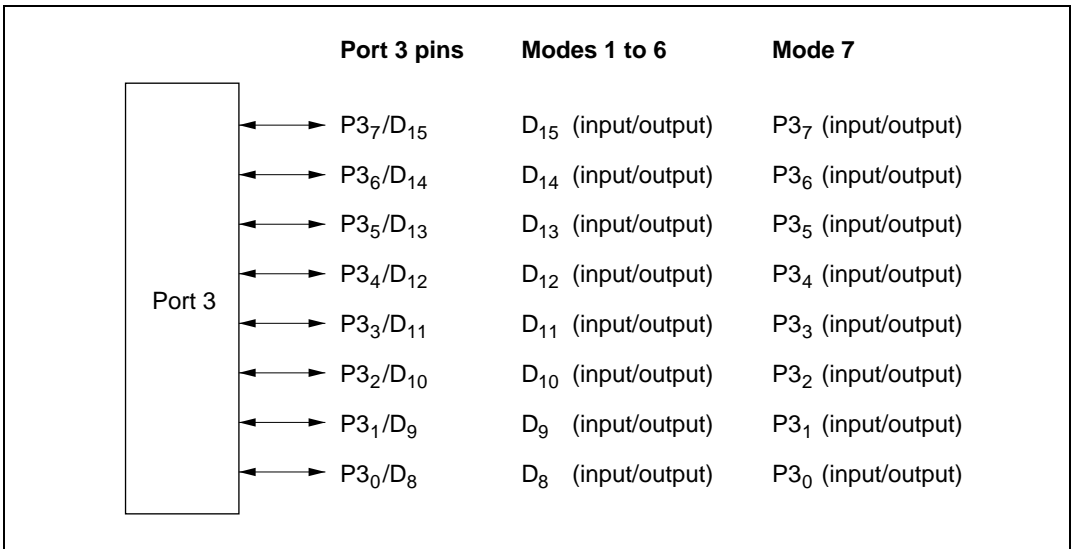 Port 3 pins Modes 1 to 6 Mode 7
P3₇/D₁₅ D₁₅ (input/output) P3₇ (input/output)
P3₆/D₁₄ D₁₄ (input/output) P3₆ (input/output)
P3₅/D₁₃ D₁₃ (input/output) P3₅ (input/output)
P3₄/D₁₂ D₁₂ (input/output) P3₄ (input/output)
Port 3
P3₃/D₁₁ D₁₁ (input/output) P3₃ (input/output)
P3₂/D₁₀ D₁₀ (input/output) P3₂ (input/output)
P3₁/D₉ D₉ (input/output) P3₁ (input/output)
P3₀/D₈ D₈ (input/output) P3₀ (input/output)